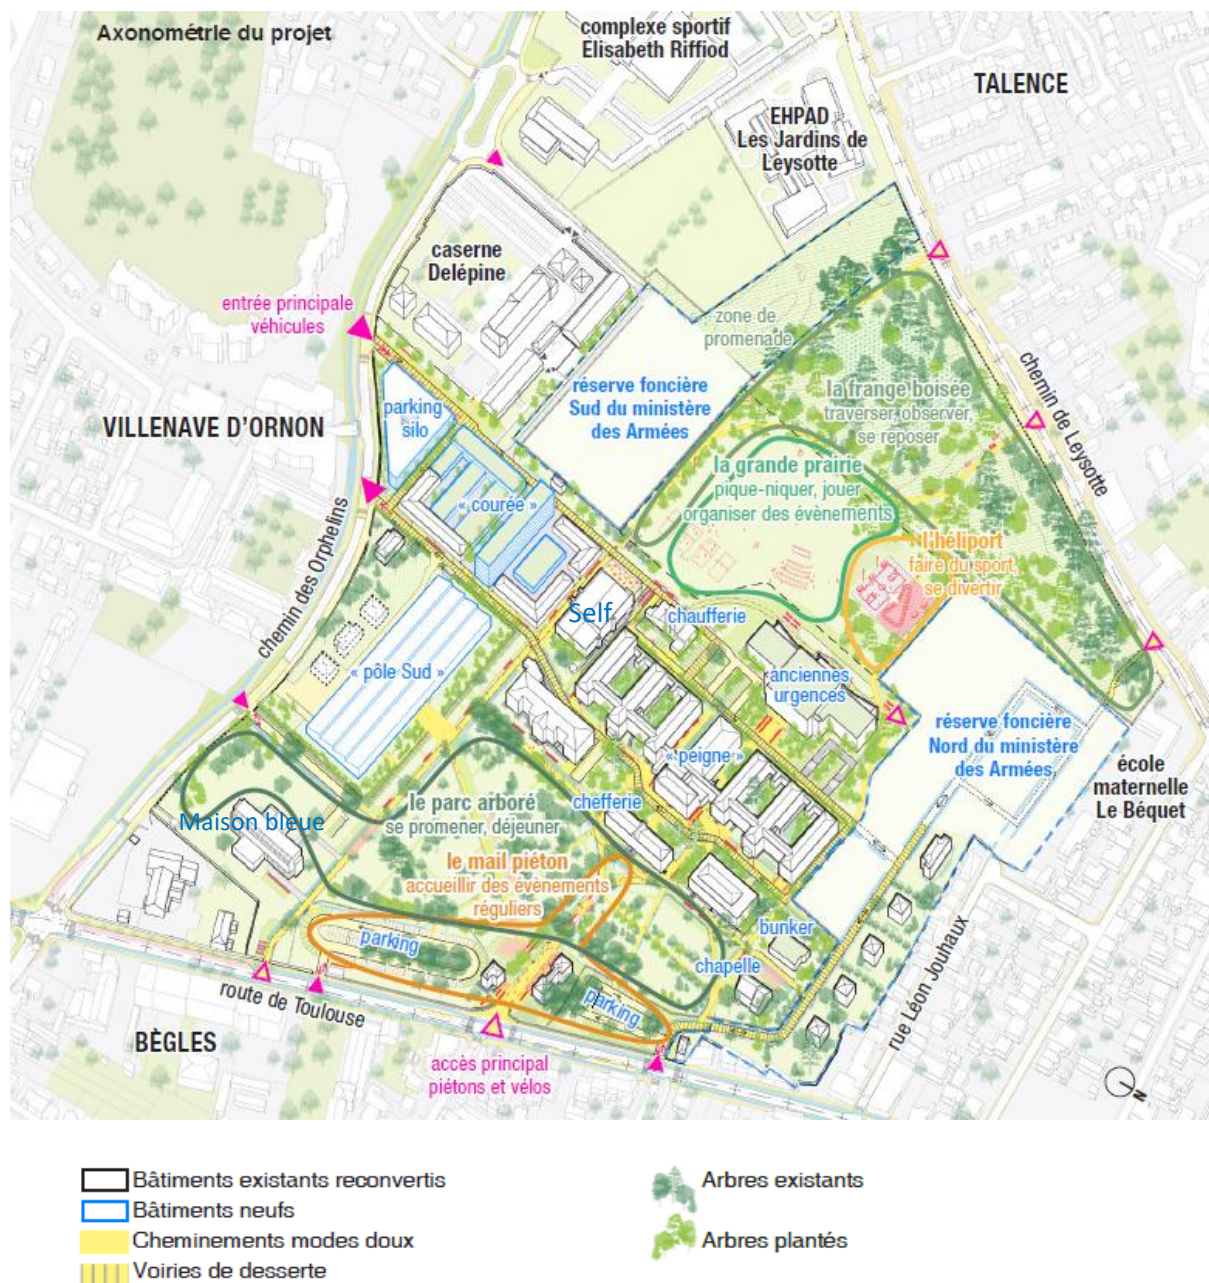 Axonométrie du projet
complexe sportif
Elisabeth Riffiod
TALENCE
EHPAD
Les Jardins de
Leysotte
caserne
Delépine
entrée principale
véhicules
zone de
promenade
chemin de Leysotte
réserve foncière
Sud du ministère
des Armées
la frange boisée
traverser, observer,
se reposer
parking
silo
VILLENAVE D'ORNON
la grande prairie
pique-niquer, jouer
organiser des évènements
« courée »
l'héliport
faire du sport,
se divertir
chemin des Orphelins
Self
chaufferie
« pôle Sud »
anciennes
urgences
réserve foncière
Nord du ministère
des Armées
« peigne »
école
maternelle
Le Béquet
le parc arboré
se promener, déjeuner
chefferie
Maison bleue
le mail piéton
accueillir des évènements
réguliers
parking
bunker
chapelle
parking
rue Léon Jouhaux
route de Toulouse
BÈGLES
accès principal
piétons et vélos
N
Bâtiments existants reconvertis
Bâtiments neufs
Cheminements modes doux
Voiries de desserte
Arbres existants
Arbres plantés